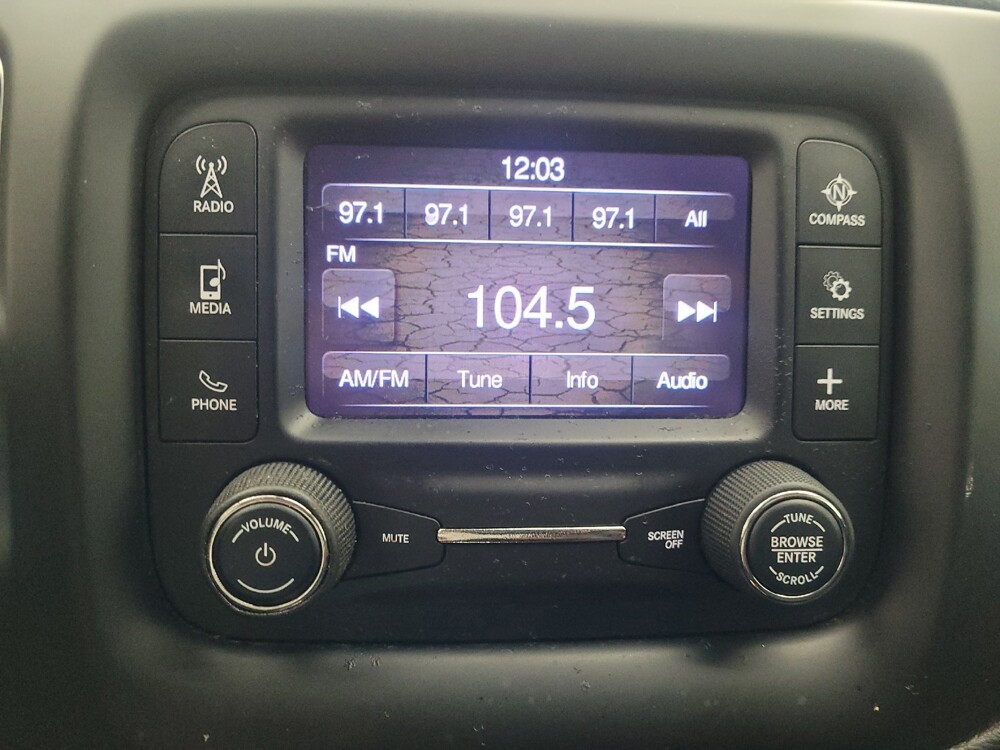 RADIO
MEDIA
PHONE
12:03
97.1 97.1 97.1 97.1 All
FM
104.5
AM/FM Tune Info Audio
N
COMPASS
SETTINGS
MORE
VOLUME
MUTE
SCREEN
OFF
TUNE
BROWSE
ENTER
SCROLL